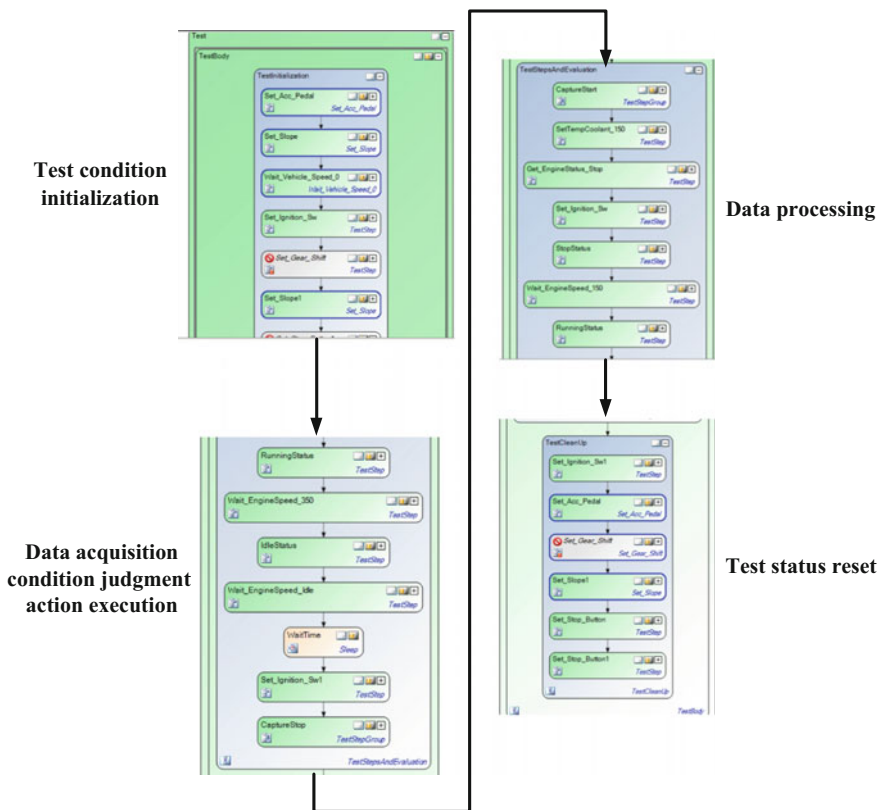 Test
TestBody
TestInitialization
Set_Acc_Pedal
Set_Acc_Pedal
Set_Slope
Set_Slope
Wait_Vehicle_Speed_0
Wait_Vehicle_Speed_0
Set_Ignition_Sw
TestStep
Set_Gear_Shift
TestStep
Set_Slope1
Set_Slope
Test condition
initialization
RunningStatus
TestStep
Wait_EngineSpeed_350
TestStep
IdleStatus
TestStep
Wait_EngineSpeed_Idle
TestStep
WaitTime
Sleep
Set_Ignition_Sw1
TestStep
CaptureStop
TestStepGroup
TestStepsAndEvaluation
Data acquisition
condition judgment
action execution
TestStepsAndEvaluation
CaptureStart
TestStepGroup
SetTempCoolant_150
TestStep
Get_EngineStatus_Stop
TestStep
Set_Ignition_Sw
TestStep
StopStatus
TestStep
Wait_EngineSpeed_150
TestStep
RunningStatus
TestStep
Data processing
TestCleanUp
Set_Ignition_Sw1
TestStep
Set_Acc_Pedal
Set_Acc_Pedal
Set_Gear_Shift
Set_Gear_Shift
Set_Slope1
Set_Slope
Set_Stop_Button
TestStep
Set_Stop_Button1
TestStep
TestCleanUp
TestBody
Test status reset